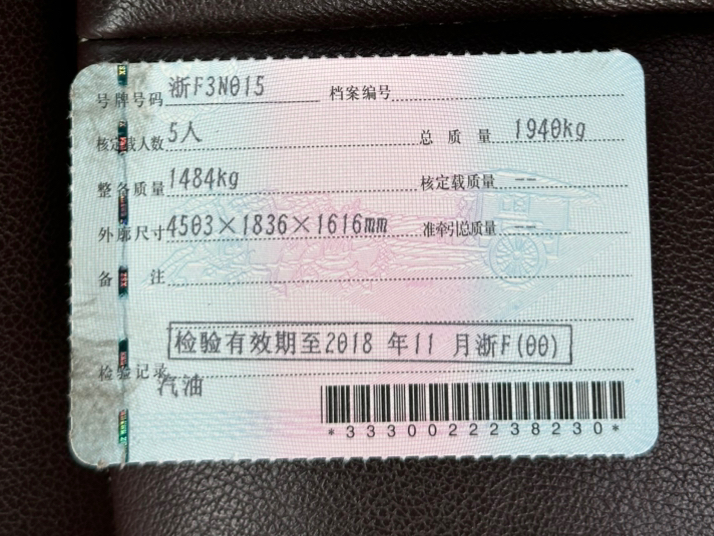 号牌号码 浙F3N015 档案编号
核定载人数 5人 总质量 1940kg
整备质量 1484kg 核定载质量 --
外廓尺寸 4503×1836×1616mm 准牵引总质量 --
备注
检验有效期至2018 年11 月浙F(00)
检验记录
汽油
*3330022238230*